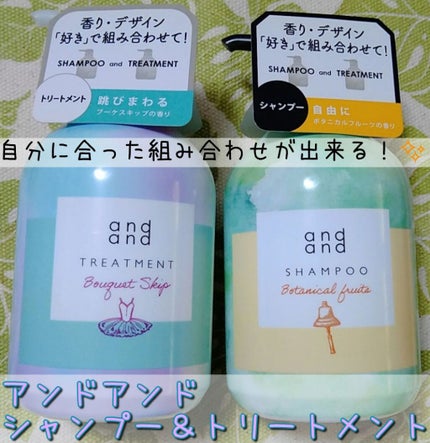 香り・デザイン
「好き」で組み合わせて!
SHAMPOO and TREATMENT
トリートメント
跳びまわる
ブーケスキップの香り
香り・デザイン
「好き」で組み合わせて!
SHAMPOO and TREATMENT
シャンプー
自由に
ボタニカルフルーツの香り
自分に合った組み合わせが出来る!✨
and
and
TREATMENT
Bouquet Skip
and
and
SHAMPOO
Botanical fruits
アンドアンド
シャンプー&トリートメント